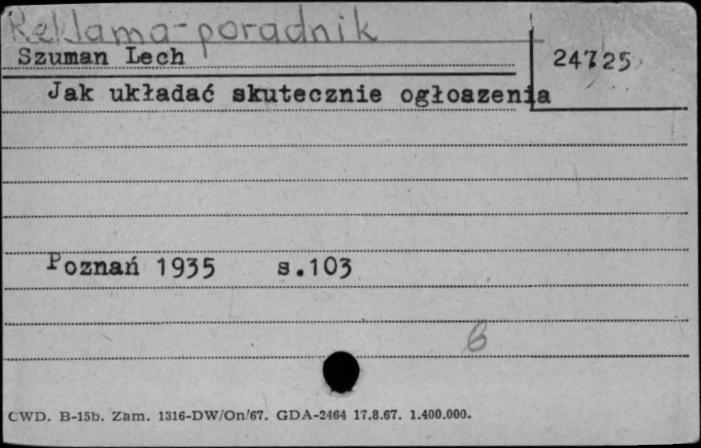 Reklama-poradnik
Szuman Lech
24725
Jak układać skutecznie ogłoszenia
Poznań 1935 s.103
6
CWD. B-15b. Zam. 1316-DW/On/67. GDA-2464 17.8.67. 1.400.000.